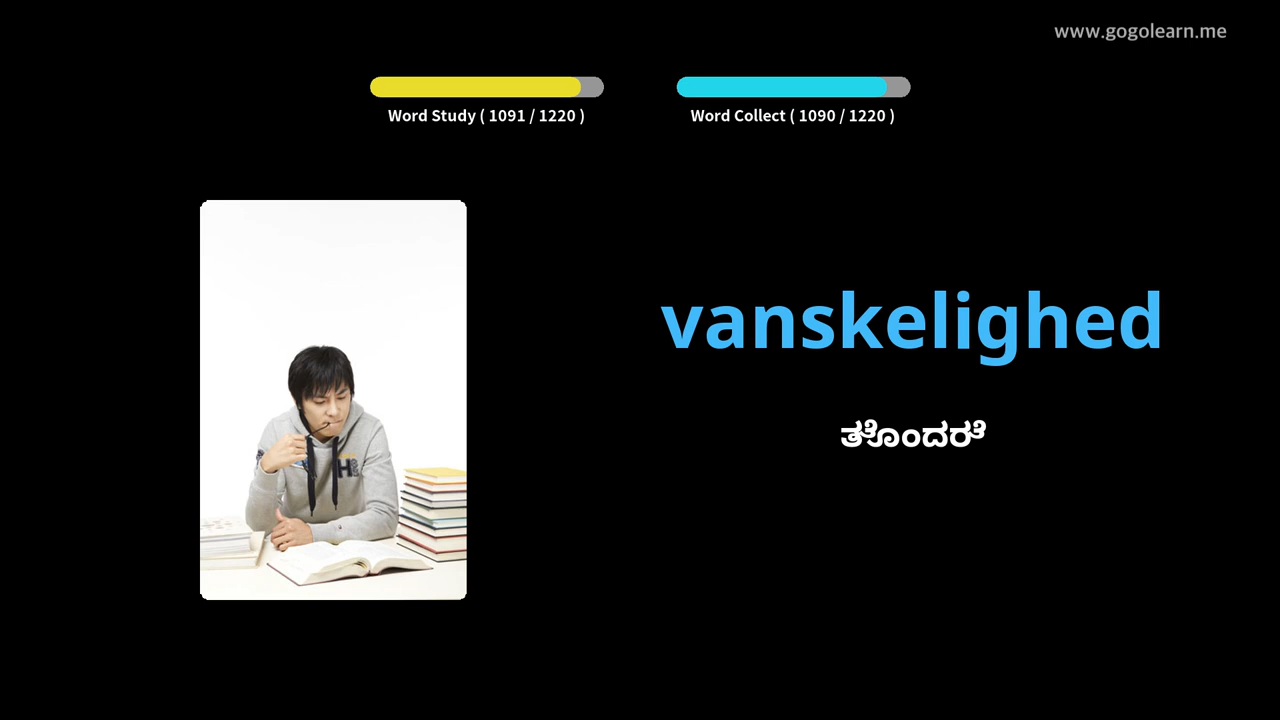 www.gogolearn.me
Word Study ( 1091 / 1220 )
Word Collect ( 1090 / 1220 )
vanskelighed
ತೊಂದರೆ
H